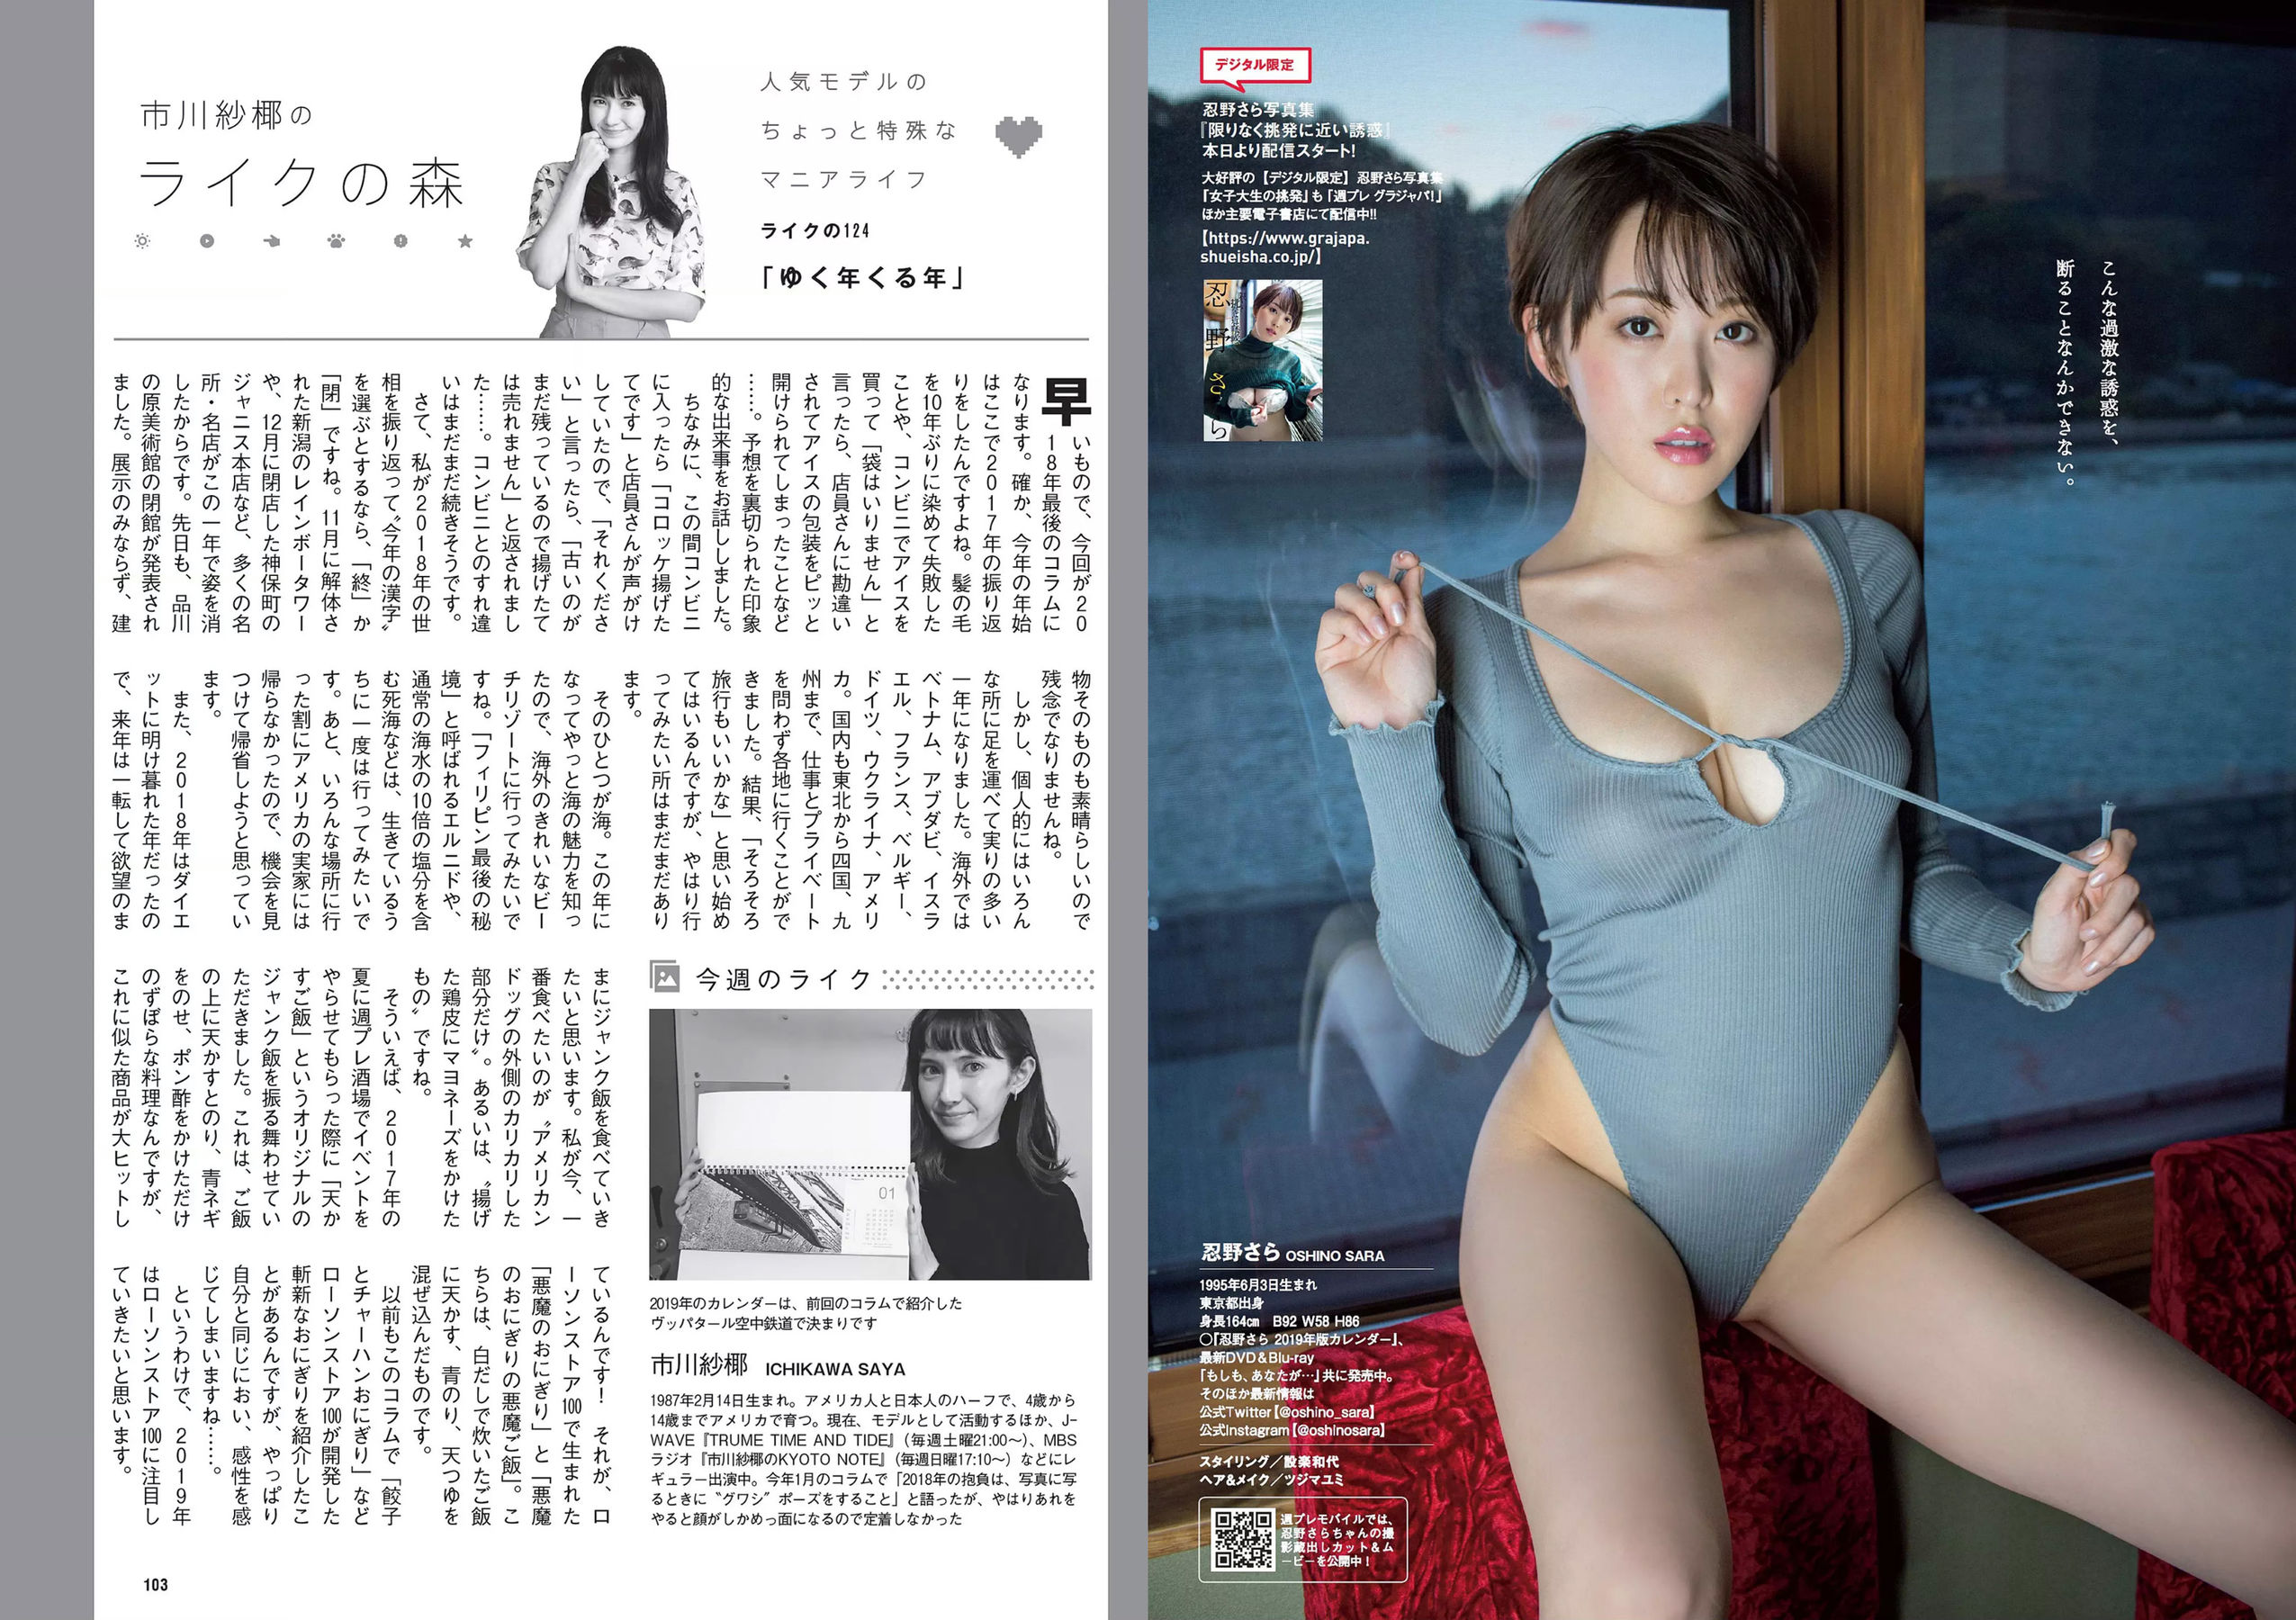 市川紗椰の
ライクの森
人気モデルの
ちょっと特殊な
マニアライフ
ライクの124
「ゆく年くる年」
早いもので、今回が20
18年最後のコラムに
なります。確か、今年の年始
はここで2017年の振り返
りをしたんですよね。髪の毛
を10年ぶりに染めて失敗した
ことや、コンビニでアイスを
買って「袋はいりません」と
言ったら、店員さんに勘違い
されてアイスの包装をピッと
開けられてしまったことなど
……。予想を裏切られた印象
的な出来事をお話ししました。
ちなみに、この間コンビニ
に入ったら「コロッケ揚げた
てです」と店員さんが声がけ
していたので、「それくださ
い」と言ったら、「古いのが
まだ残っているので揚げたて
は売れません」と返されまし
た……。コンビニとのすれ違
いはまだまだ続きそうです。
さて、私が2018年の世
相を振り返って〝今年の漢字〟
を選ぶとするなら、「終」か
「閉」ですね。11月に解体さ
れた新潟のレインボータワー
や、12月に閉店した神保町の
ジャニス本店など、多くの名
所・名店がこの一年で姿を消
したからです。先日も、品川
の原美術館の閉館が発表され
ました。展示のみならず、建
物そのものも素晴らしいので
残念でなりませんね。
しかし、個人的にはいろん
な所に足を運べて実りの多い
一年になりました。海外では
ベトナム、アブダビ、イスラ
エル、フランス、ベルギー、
ドイツ、ウクライナ、アメリ
カ。国内も東北から四国、九
州まで、仕事とプライベート
を問わず各地に行くことがで
きました。結果、「そろそろ
旅行もいいかな」と思い始め
てはいるんですが、やはり行
ってみたい所はまだまだあり
ます。
そのひとつが海。この年に
なってやっと海の魅力を知っ
たので、海外のきれいなビー
チリゾートに行ってみたいで
すね。「フィリピン最後の秘
境」と呼ばれるエルニドや、
通常の海水の10倍の塩分を含
む死海などは、生きているう
ちに一度は行ってみたいで
す。あと、いろんな場所に行
った割にアメリカの実家には
帰らなかったので、機会を見
つけて帰省しようと思ってい
ます。
また、2018年はダイエ
ットに明け暮れた年だったの
で、来年は一転して欲望のま
まにジャンク飯を食べていき
たいと思います。私が今、一
番食べたいのが〝アメリカン
ドッグの外側のカリカリした
部分だけ〟。あるいは、〝揚げ
た鶏皮にマヨネーズをかけた
もの〟ですね。
そういえば、2017年の
夏に週プレ酒場でイベントを
やらせてもらった際に「天か
すご飯」というオリジナルの
ジャンク飯を振る舞わせてい
ただきました。これは、ご飯
の上に天かすとのり、青ネギ
をのせ、ポン酢をかけただけ
のずぼらな料理なんですが、
これに似た商品が大ヒットし
ているんです! それが、ロ
ーソンストア100で生まれた
「悪魔のおにぎり」と「悪魔
のおにぎりの悪魔ご飯」。こ
ちらは、白だしで炊いたご飯
に天かす、青のり、天つゆを
混ぜ込んだものです。
以前もこのコラムで「餃子
とチャーハンおにぎり」など
ローソンストア100が開発した
斬新なおにぎりを紹介したこ
とがあるんですが、やっぱり
自分と同じにおい、感性を感
じてしまいますね……。
というわけで、2019年
はローソンストア100に注目し
ていきたいと思います。
今週のライク
01
2019年のカレンダーは、前回のコラムで紹介した
ヴッパタール空中鉄道で決まりです
市川紗椰 ICHIKAWA SAYA
1987年2月14日生まれ。アメリカ人と日本人のハーフで、4歳から
14歳までアメリカで育つ。現在、モデルとして活動するほか、J-
WAVE『TRUME TIME AND TIDE』(毎週土曜21:00~)、MBS
ラジオ『市川紗椰のKYOTO NOTE』(毎週日曜17:10~)などにレ
ギュラー出演中。今年1月のコラムで「2018年の抱負は、写真に写
るときに〝グワシ〟ポーズをすること」と語ったが、やはりあれを
やると顔がしかめっ面になるので定着しなかった
103
デジタル限定
忍野さら写真集
『限りなく挑発に近い誘惑』
本日より配信スタート!
大好評の【デジタル限定】忍野さら写真集
「女子大生の挑発」も「週プレ グラジャパ!」
ほか主要電子書店にて配信中!!
【https://www.grajapa.
shueisha.co.jp/】
忍野さら
こんな過激な誘惑を、
断ることなんかできない。
忍野さら OSHINO SARA
1995年6月3日生まれ
東京都出身
身長164㎝ B92 W58 H86
○『忍野さら 2019年版カレンダー』、
最新DVD&Blu-ray
「もしも、あなたが…」共に発売中。
そのほか最新情報は
公式Twitter【@oshino_sara】
公式Instagram【@oshinosara】
スタイリング/設楽和代
ヘア&メイク/ツジマユミ
週プレモバイルでは、
忍野さらちゃんの撮
影蔵出しカット&ム
ービーを公開中!